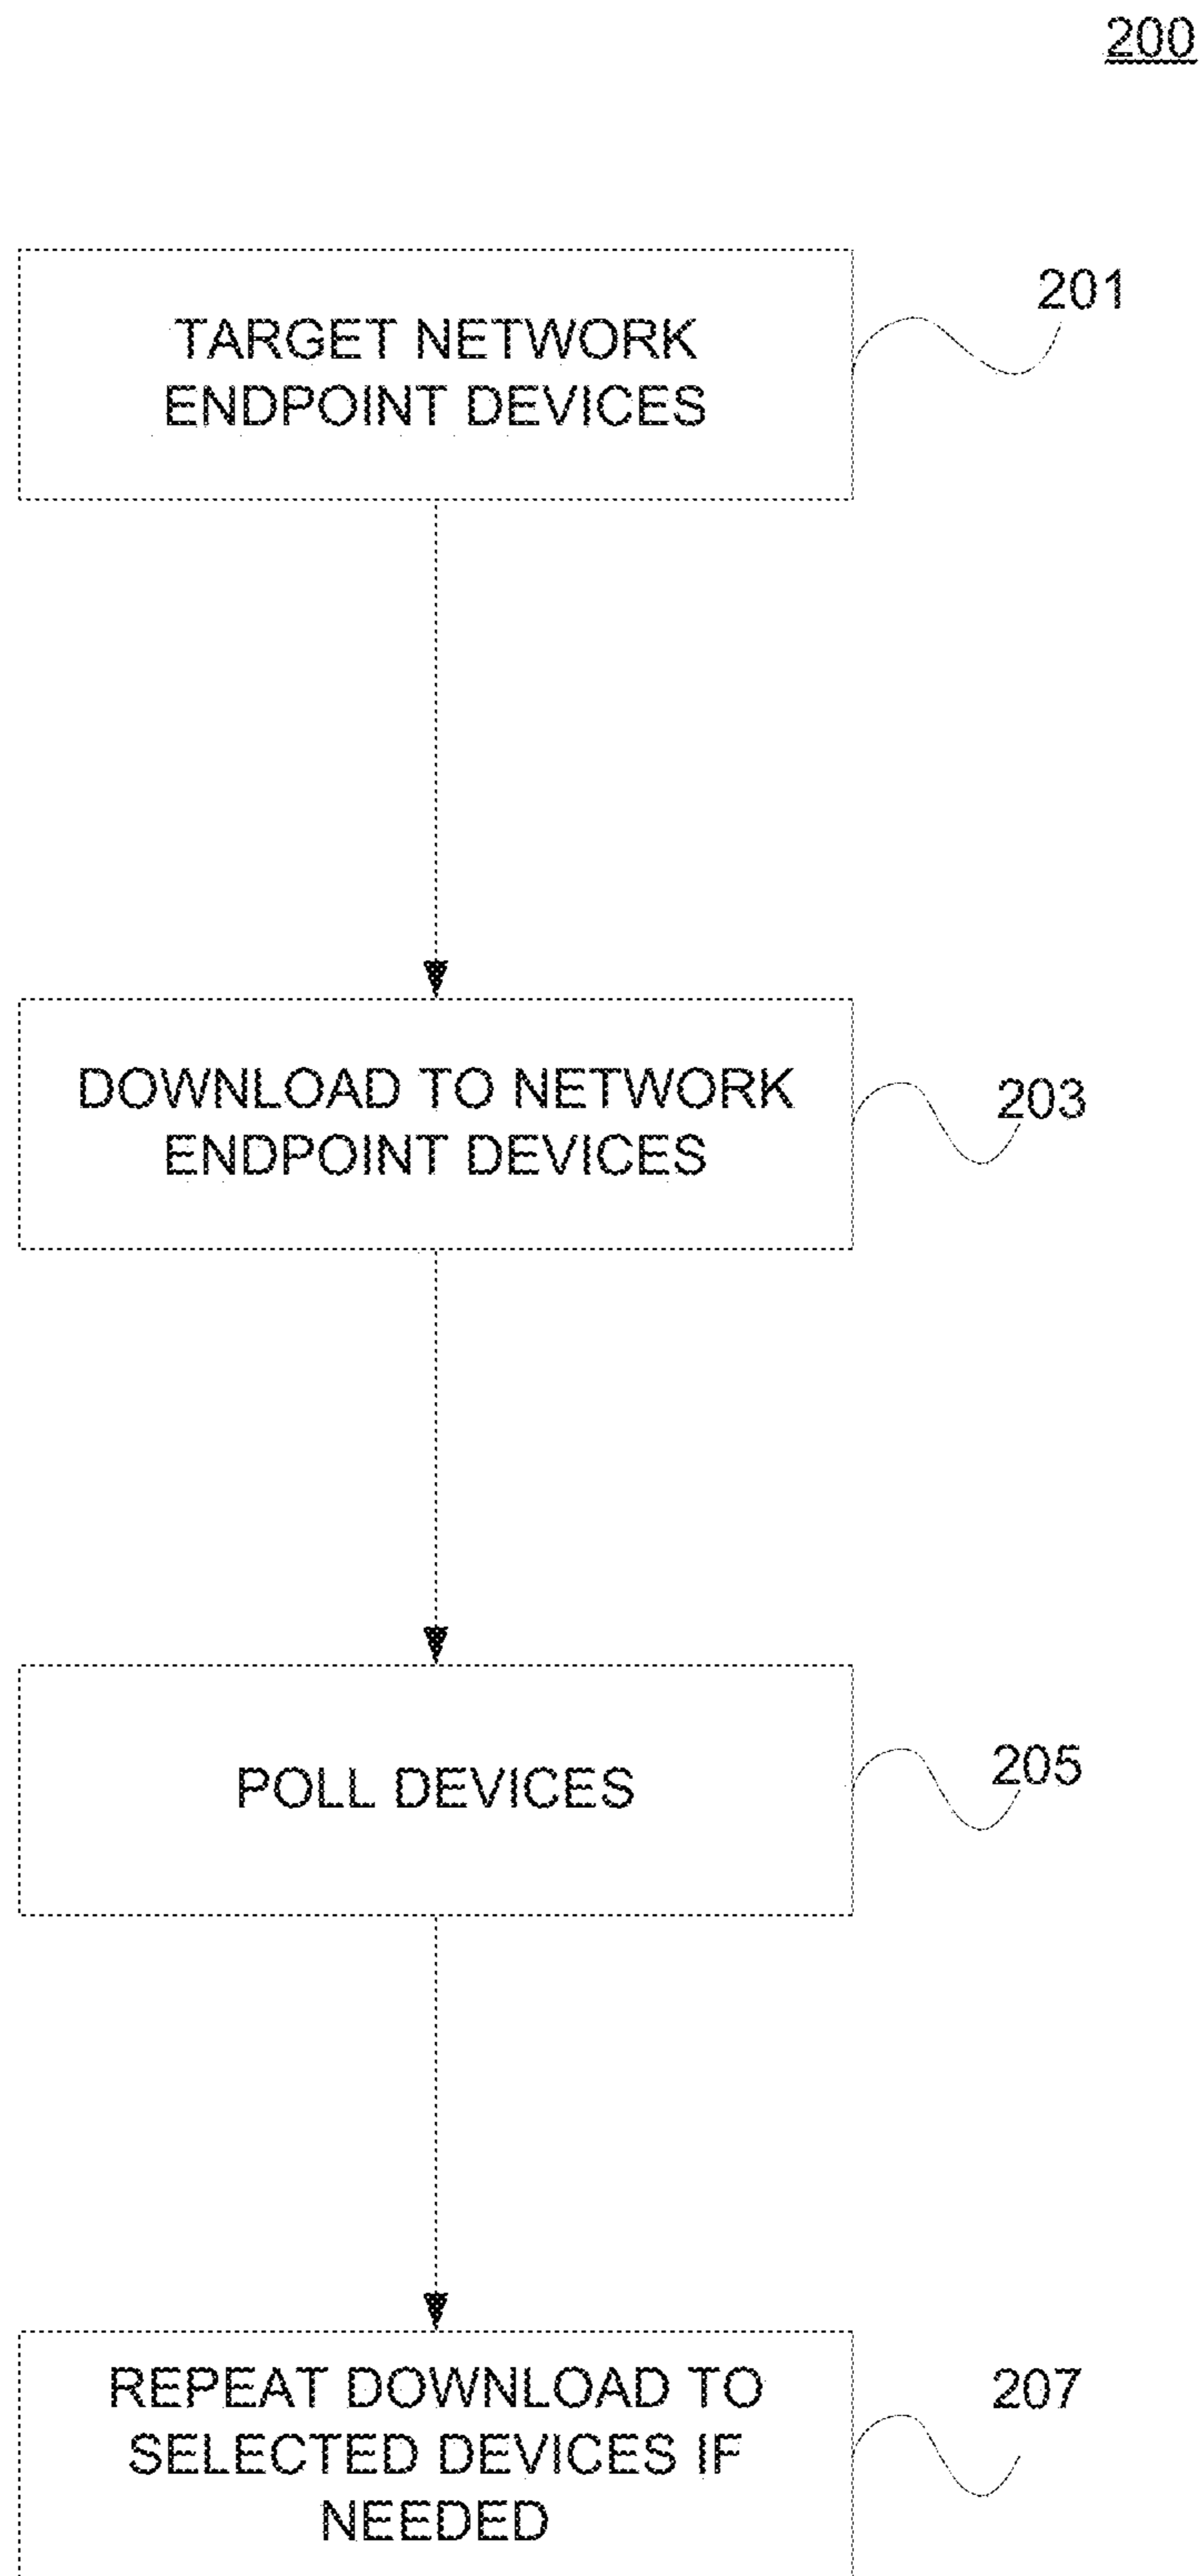 200
TARGET NETWORK
ENDPOINT DEVICES
201
DOWNLOAD TO NETWORK
ENDPOINT DEVICES
203
POLL DEVICES
205
REPEAT DOWNLOAD TO
SELECTED DEVICES IF
NEEDED
207